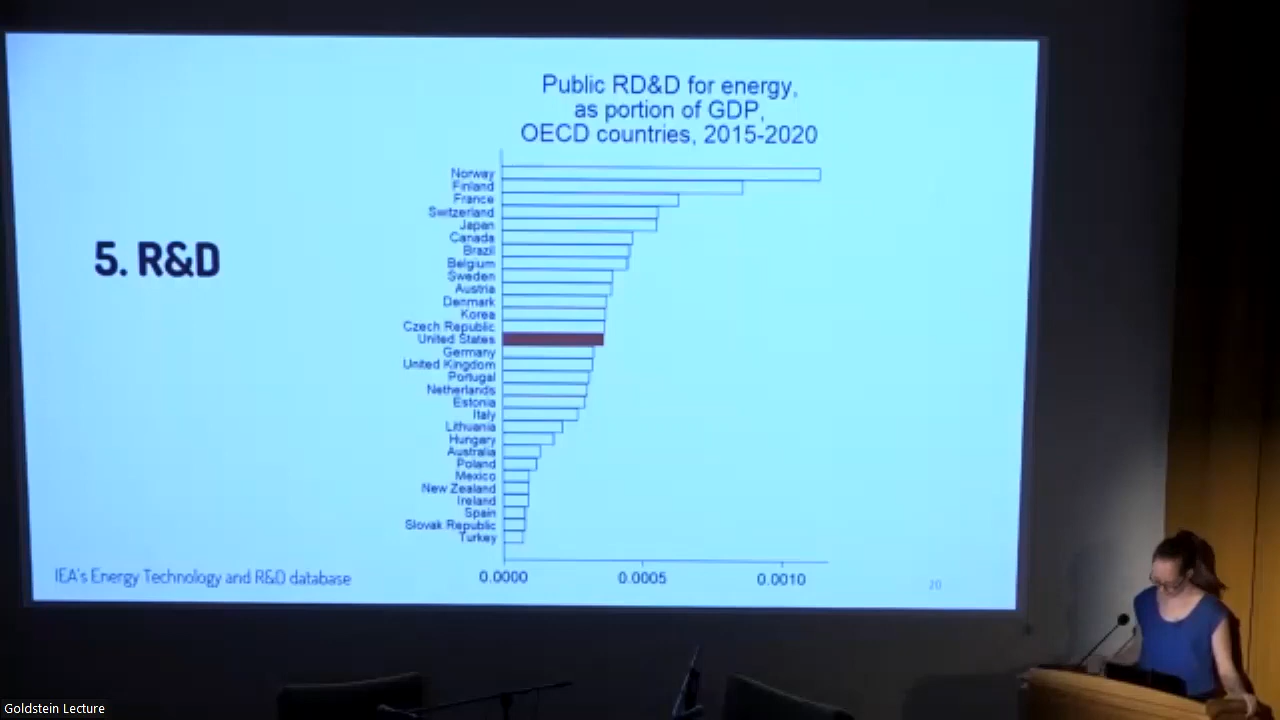 Public RD&D for energy,
as portion of GDP,
OECD countries, 2015-2020
5. R&D
Norway
Finland
France
Switzerland
Japan
Canada
Brazil
Belgium
Sweden
Austria
Denmark
Korea
Czech Republic
United States
Germany
United Kingdom
Portugal
Netherlands
Estonia
Italy
Lithuania
Hungary
Australia
Poland
Mexico
New Zealand
Ireland
Spain
Slovak Republic
Turkey
0.0000 0.0005 0.0010
IEA's Energy Technology and R&D database
20
Goldstein Lecture